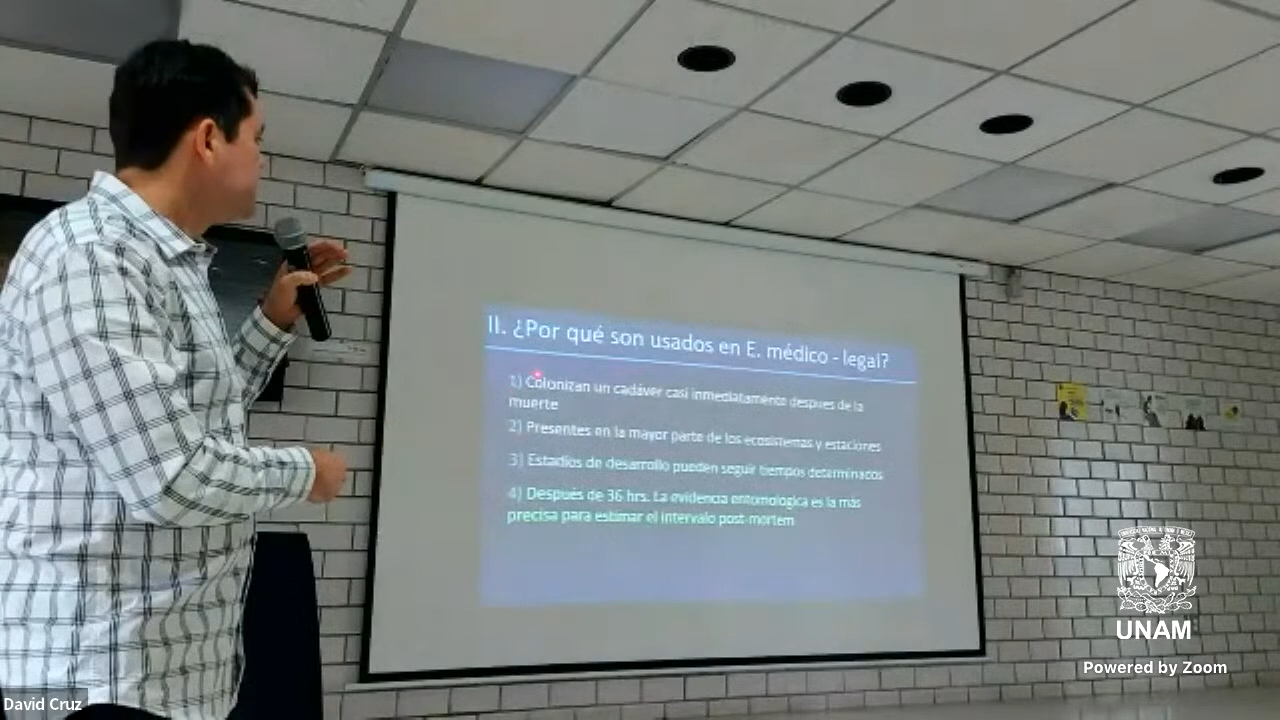 II. ¿Por qué son usados en E. médico - legal?
1) Colonizan un cadáver casi inmediatamente despues de la
muerte
2) Presentes en la mayor parte de los ecosistemas y estaciones
3) Estadíos de desarrollo pueden seguir tiempos determinados
4) Después de 36 hrs. La evidencia entomológica es la más
precisa para estimar el intervalo post-mortem
UNAM
Powered by Zoom
David Cruz